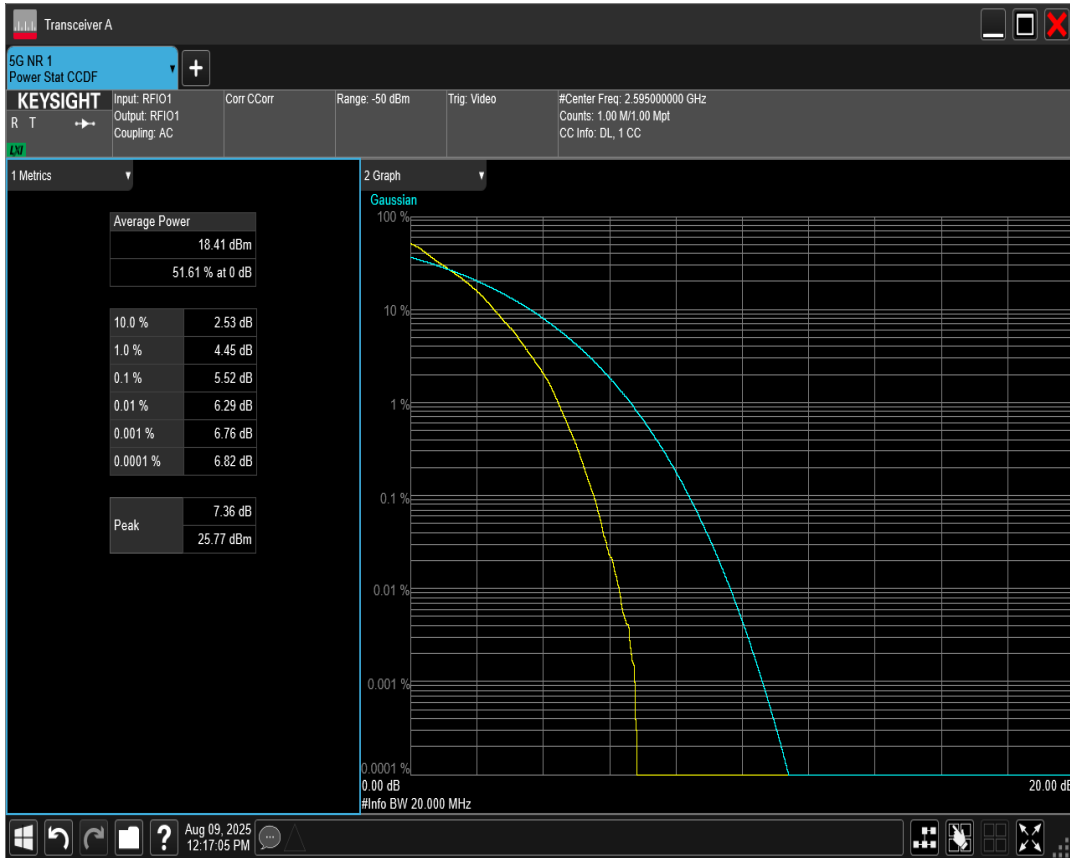 Transceiver A
5G NR 1
Power Stat CCDF
KEYSIGHT
R T
LXI
Input: RFIO1
Output: RFIO1
Coupling: AC
Corr CCorr
Range: -50 dBm
Trig: Video
#Center Freq: 2.595000000 GHz
Counts: 1.00 M/1.00 Mpt
CC Info: DL, 1 CC
1 Metrics
Average Power
18.41 dBm
51.61 % at 0 dB
10.0 % 2.53 dB
1.0 % 4.45 dB
0.1 % 5.52 dB
0.01 % 6.29 dB
0.001 % 6.76 dB
0.0001 % 6.82 dB
Peak 7.36 dB
25.77 dBm
2 Graph
Gaussian
100 %
10 %
1 %
0.1 %
0.01 %
0.001 %
0.0001 %
0.00 dB 20.00 dB
#Info BW 20.000 MHz
? Aug 09, 2025
12:17:05 PM